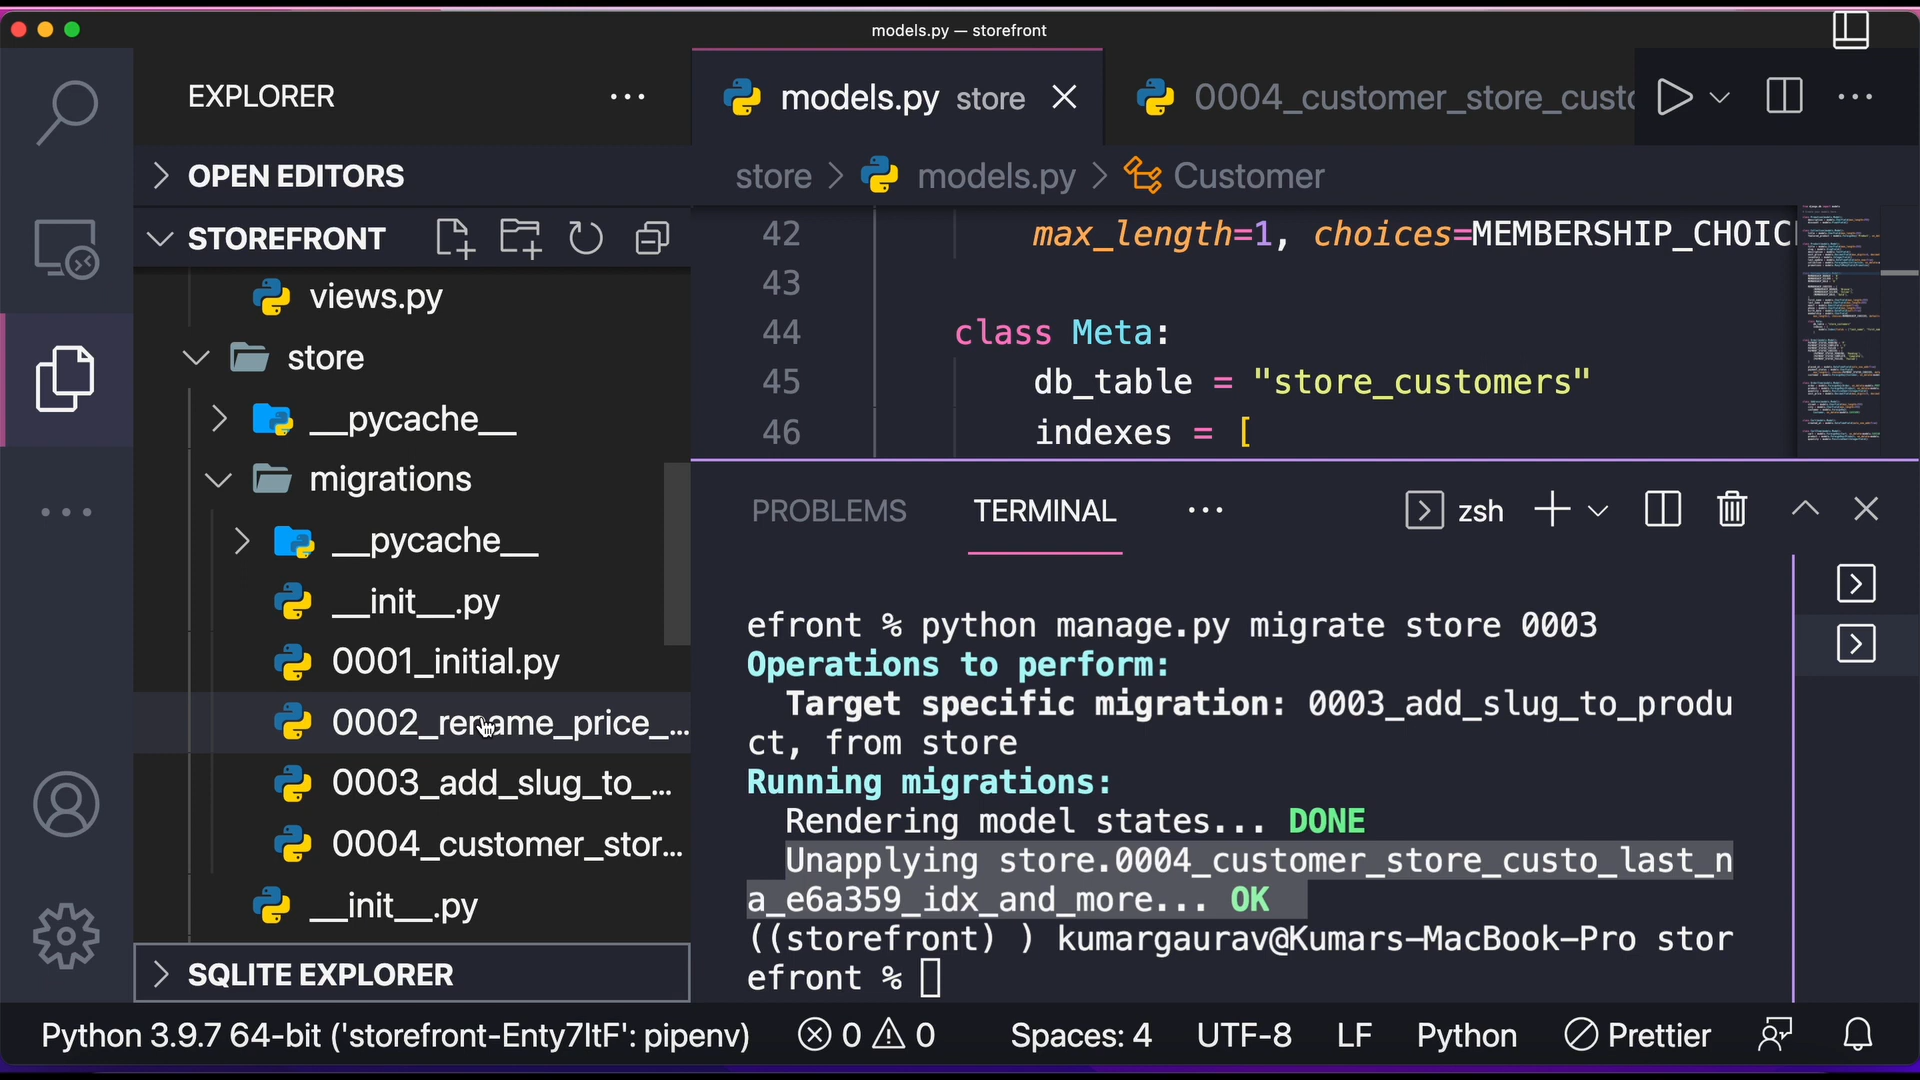 models.py — storefront
EXPLORER
OPEN EDITORS
STOREFRONT
views.py
store
__pycache__
migrations
__pycache__
__init__.py
0001_initial.py
0002_rename_price_...
0003_add_slug_to_...
0004_customer_stor...
__init__.py
SQLITE EXPLORER
models.py store
0004_customer_store_custo
store > models.py > Customer
42 max_length=1, choices=MEMBERSHIP_CHOIC
43
44 class Meta:
45 db_table = "store_customers"
46 indexes = [
PROBLEMS TERMINAL zsh
efront % python manage.py migrate store 0003
Operations to perform:
Target specific migration: 0003_add_slug_to_produ
ct, from store
Running migrations:
Rendering model states... DONE
Unapplying store.0004_customer_store_custo_last_n
a_e6a359_idx_and_more... OK
((storefront) ) kumargaurav@Kumars-MacBook-Pro stor
efront %
Python 3.9.7 64-bit ('storefront-Enty7ItF': pipenv) 0 0 Spaces: 4 UTF-8 LF Python Prettier